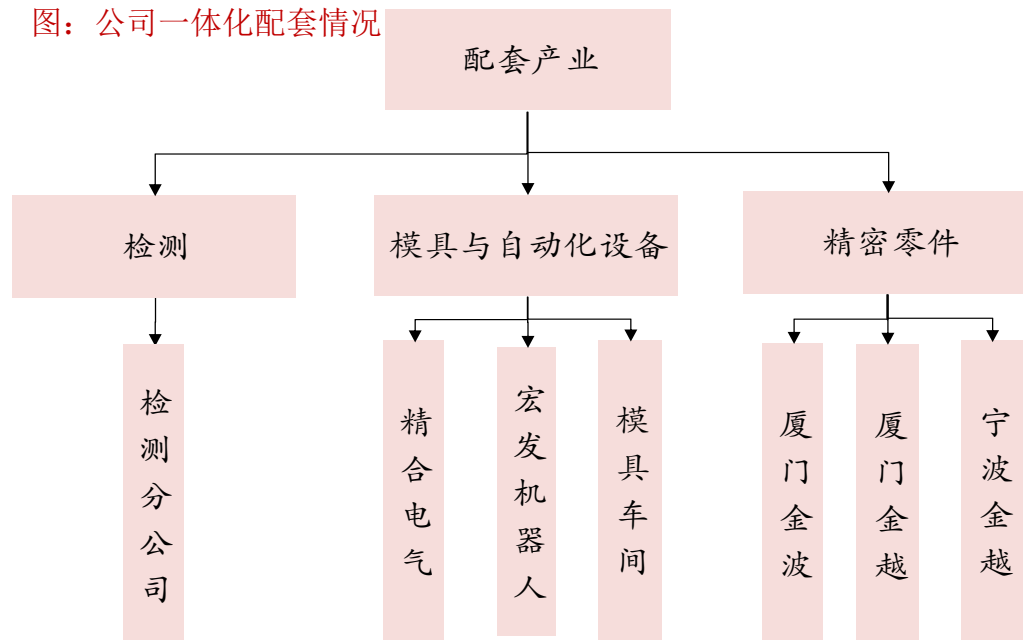 图：公司一体化配套情况
配套产业
检测
模具与自动化设备
精密零件
检测分公司
精合电气
宏发机器人
模具车间
厦门金波
厦门金越
宁波金越